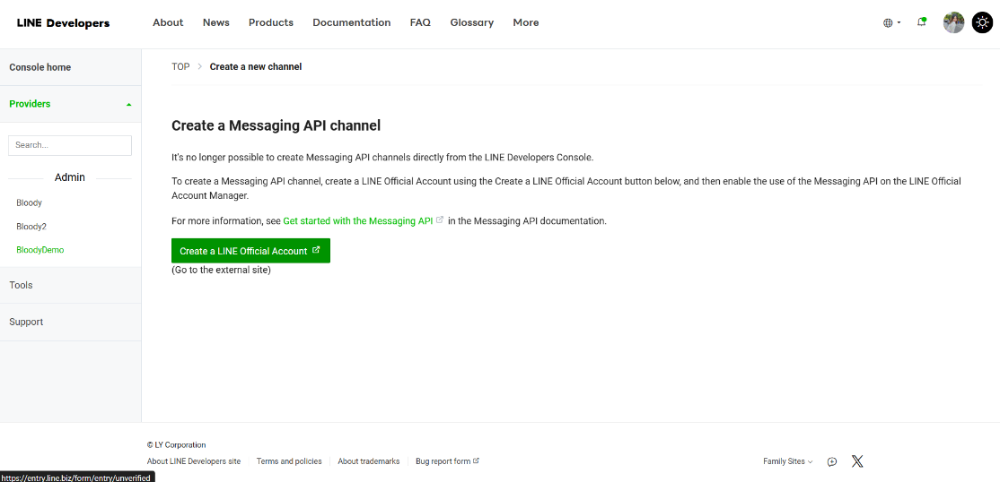 LINE Developers
About
News
Products
Documentation
FAQ
Glossary
More
Console home
Providers
Search...
Admin
Bloody
Bloody2
BloodyDemo
Tools
Support
TOP > Create a new channel
Create a Messaging API channel
It's no longer possible to create Messaging API channels directly from the LINE Developers Console.
To create a Messaging API channel, create a LINE Official Account using the Create a LINE Official Account button below, and then enable the use of the Messaging API on the LINE Official
Account Manager.
For more information, see Get started with the Messaging API in the Messaging API documentation.
Create a LINE Official Account
(Go to the external site)
© LY Corporation
About LINE Developers site
Terms and policies
About trademarks
Bug report form
Family Sites
https://entry.line.biz/form/entry/unverified